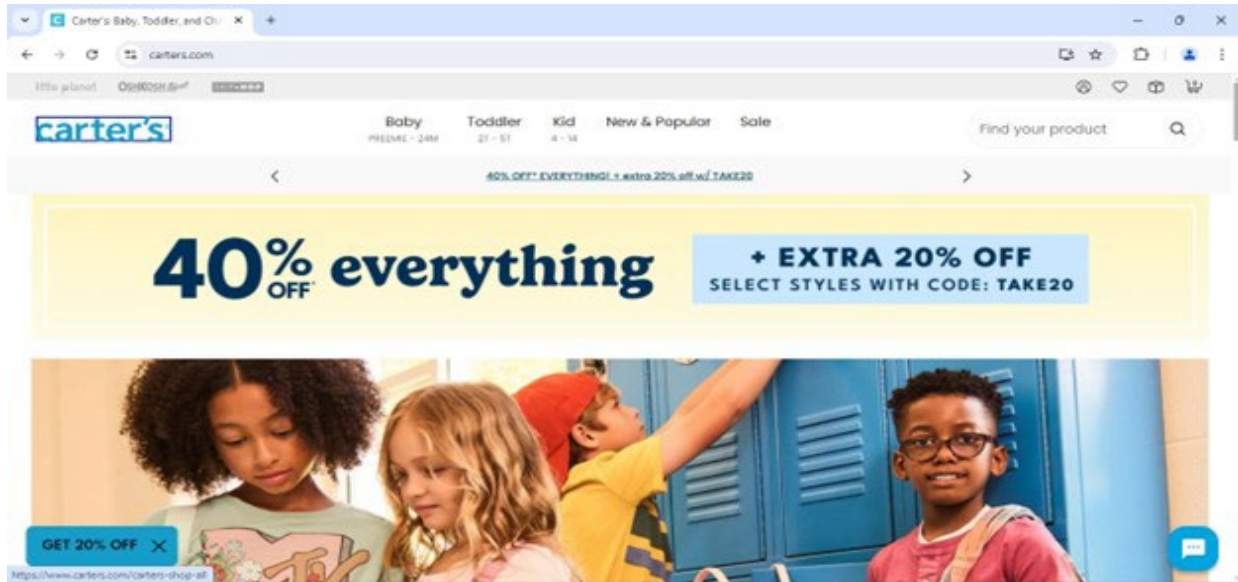 Carter's Baby, Toddler, and Chi
carters.com
little planet OSHKOSH
carter's
Baby Toddler Kid New & Popular Sale
PREEMIE - 24M 2T - 5T 4 - 14
Find your product
40% OFF* EVERYTHING! + extra 20% off w/ TAKE20
40% OFF* everything
+ EXTRA 20% OFF
SELECT STYLES WITH CODE: TAKE20
GET 20% OFF
https://www.carters.com/carters-shop-all